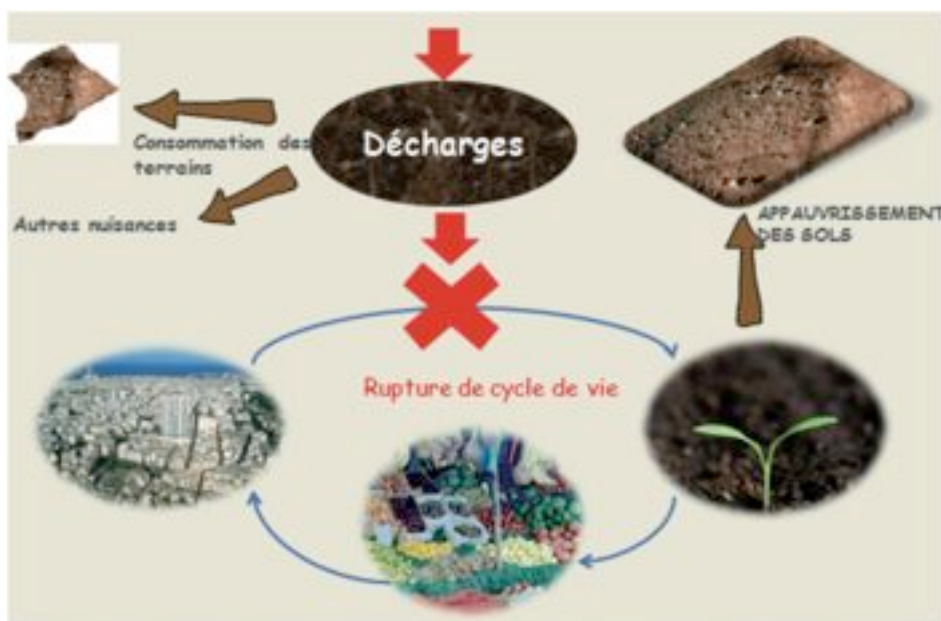 Décharges
Consommation des
terrains
Autres nuisances
APPAUVRISSEMENT
DES SOLS
Rupture de cycle de vie